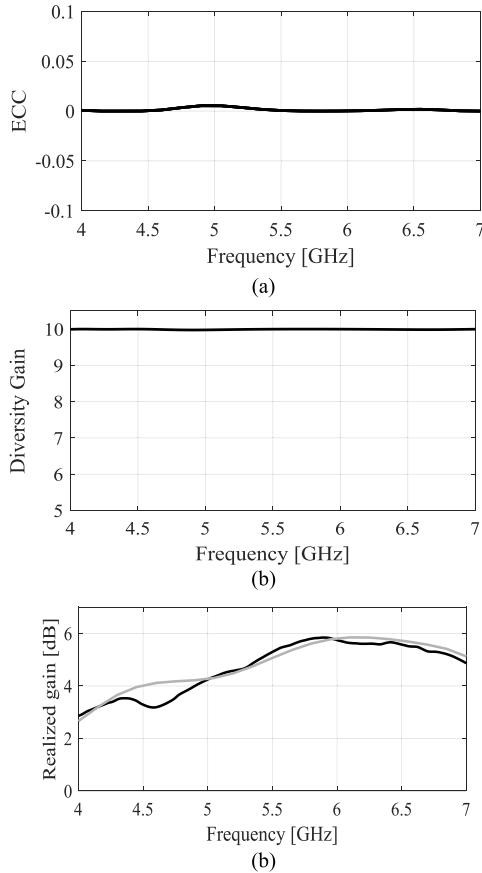 0.1
0.05
0
-0.05
-0.1
ECC
4 4.5 5 5.5 6 6.5 7
Frequency [GHz]
(a)
10
9
8
7
6
5
Diversity Gain
4 4.5 5 5.5 6 6.5 7
Frequency [GHz]
(b)
6
4
2
0
Realized gain [dB]
4 4.5 5 5.5 6 6.5 7
Frequency [GHz]
(b)